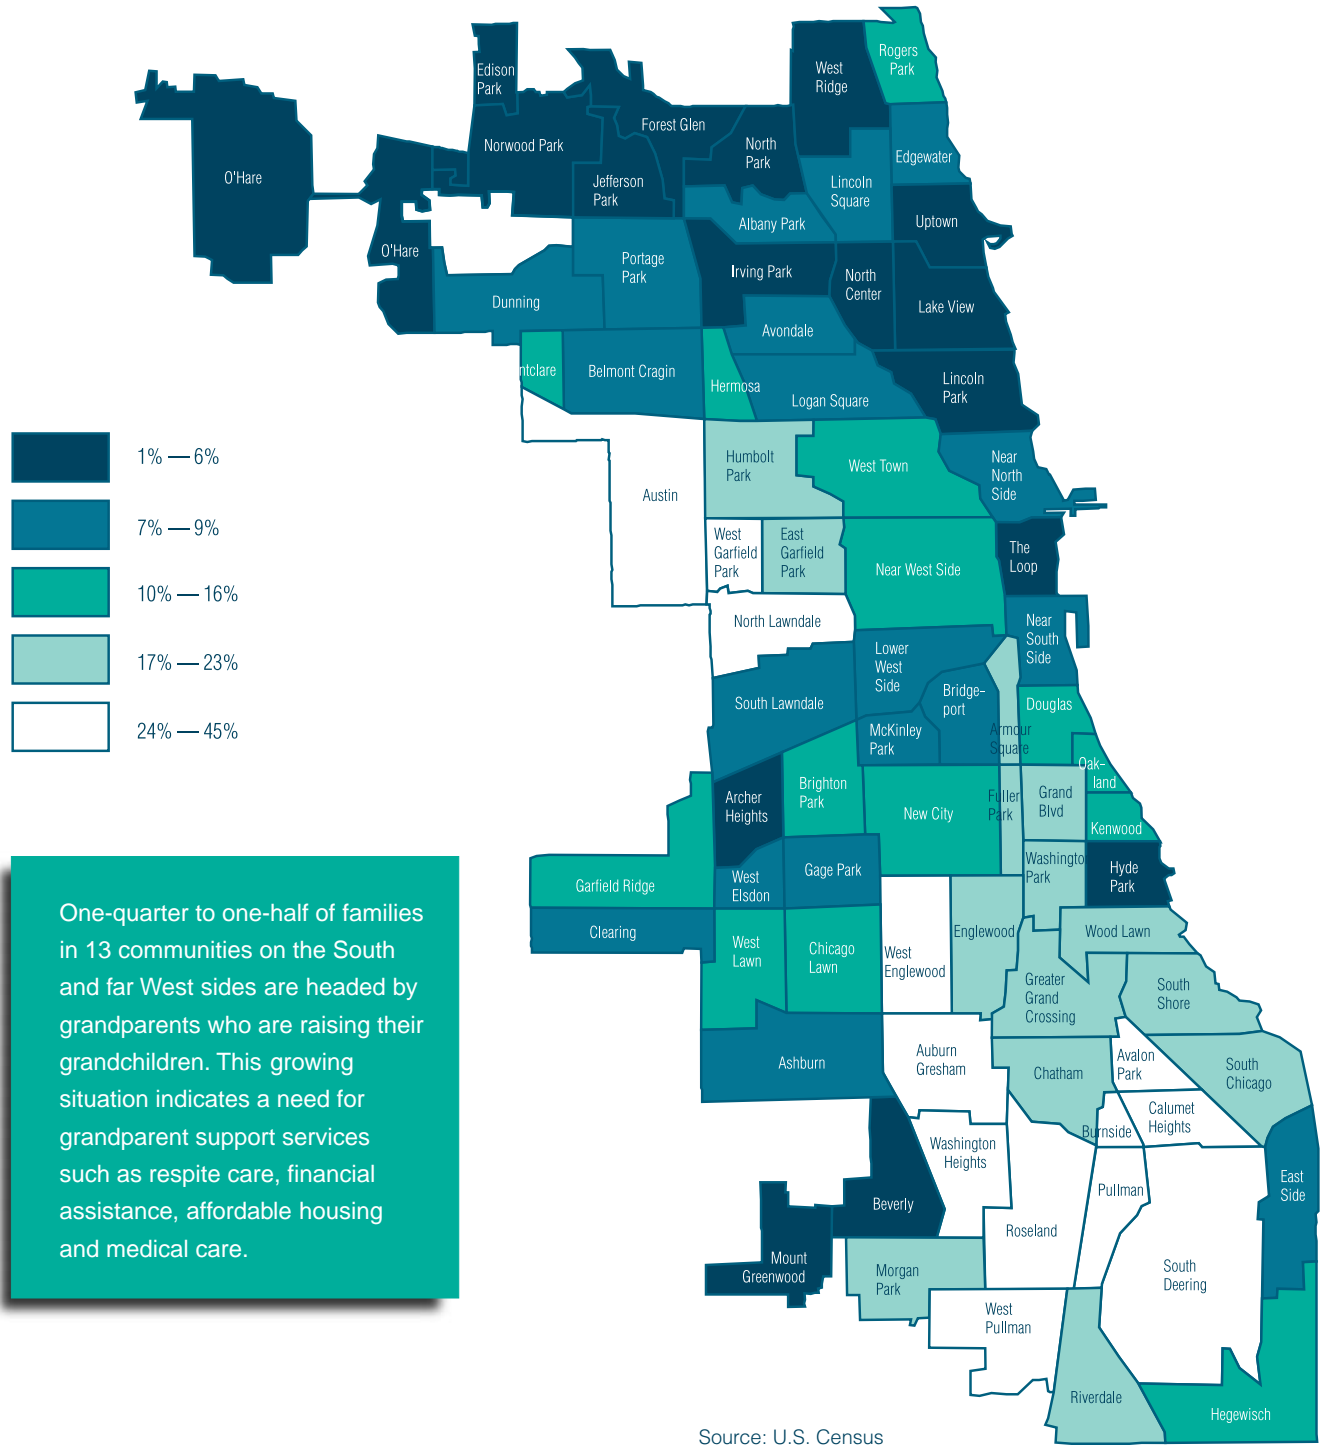 Rogers
Park
West
Ridge
Edison
Park
Forest Glen
Norwood Park
North
Park
Edgewater
O'Hare
Jefferson
Park
Lincoln
Square
Albany Park
Uptown
O'Hare
Portage
Park
Irving Park
North
Center
Dunning
Lake View
Avondale
ntclare
Belmont Cragin
Hermosa
Lincoln
Park
Logan Square
1% — 6%
7% — 9%
10% — 16%
17% — 23%
24% — 45%
Humbolt
Park
West Town
Near
North
Side
Austin
West
Garfield
Park
East
Garfield
Park
Near West Side
The
Loop
North Lawndale
Near
South
Side
Lower
West
Side
South Lawndale
Bridge–
port
Douglas
McKinley
Park
Armour
Square
Oak–
land
Archer
Heights
Brighton
Park
New City
Fuller
Park
Grand
Blvd
Kenwood
Garfield Ridge
West
Elsdon
Gage Park
Washingto
Park
Hyde
Park
Clearing
West
Lawn
Chicago
Lawn
West
Englewood
Englewood
Wood Lawn
Greater
Grand
Crossing
South
Shore
Ashburn
Auburn
Gresham
Chatham
Avalon
Park
South
Chicago
Burnside
Calumet
Heights
Washington
Heights
Beverly
Pullman
East
Side
Roseland
Mount
Greenwood
Morgan
Park
South
Deering
West
Pullman
Riverdale
Hegewisch
One-quarter to one-half of families
in 13 communities on the South
and far West sides are headed by
grandparents who are raising their
grandchildren. This growing
situation indicates a need for
grandparent support services
such as respite care, financial
assistance, affordable housing
and medical care.
Source: U.S. Census